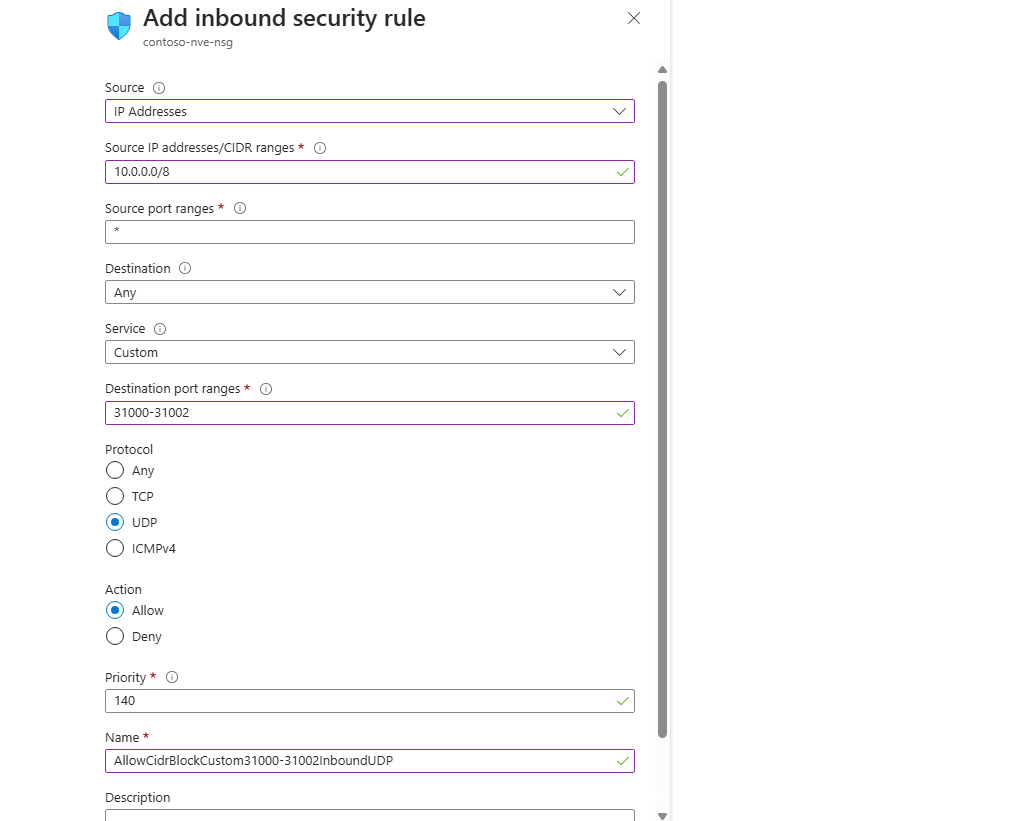 Add inbound security rule
contoso-nve-nsg
Source
IP Addresses
Source IP addresses/CIDR ranges *
10.0.0.0/8
Source port ranges *
*
Destination
Any
Service
Custom
Destination port ranges *
31000-31002
Protocol
Any
TCP
UDP
ICMPv4
Action
Allow
Deny
Priority *
140
Name *
AllowCidrBlockCustom31000-31002InboundUDP
Description